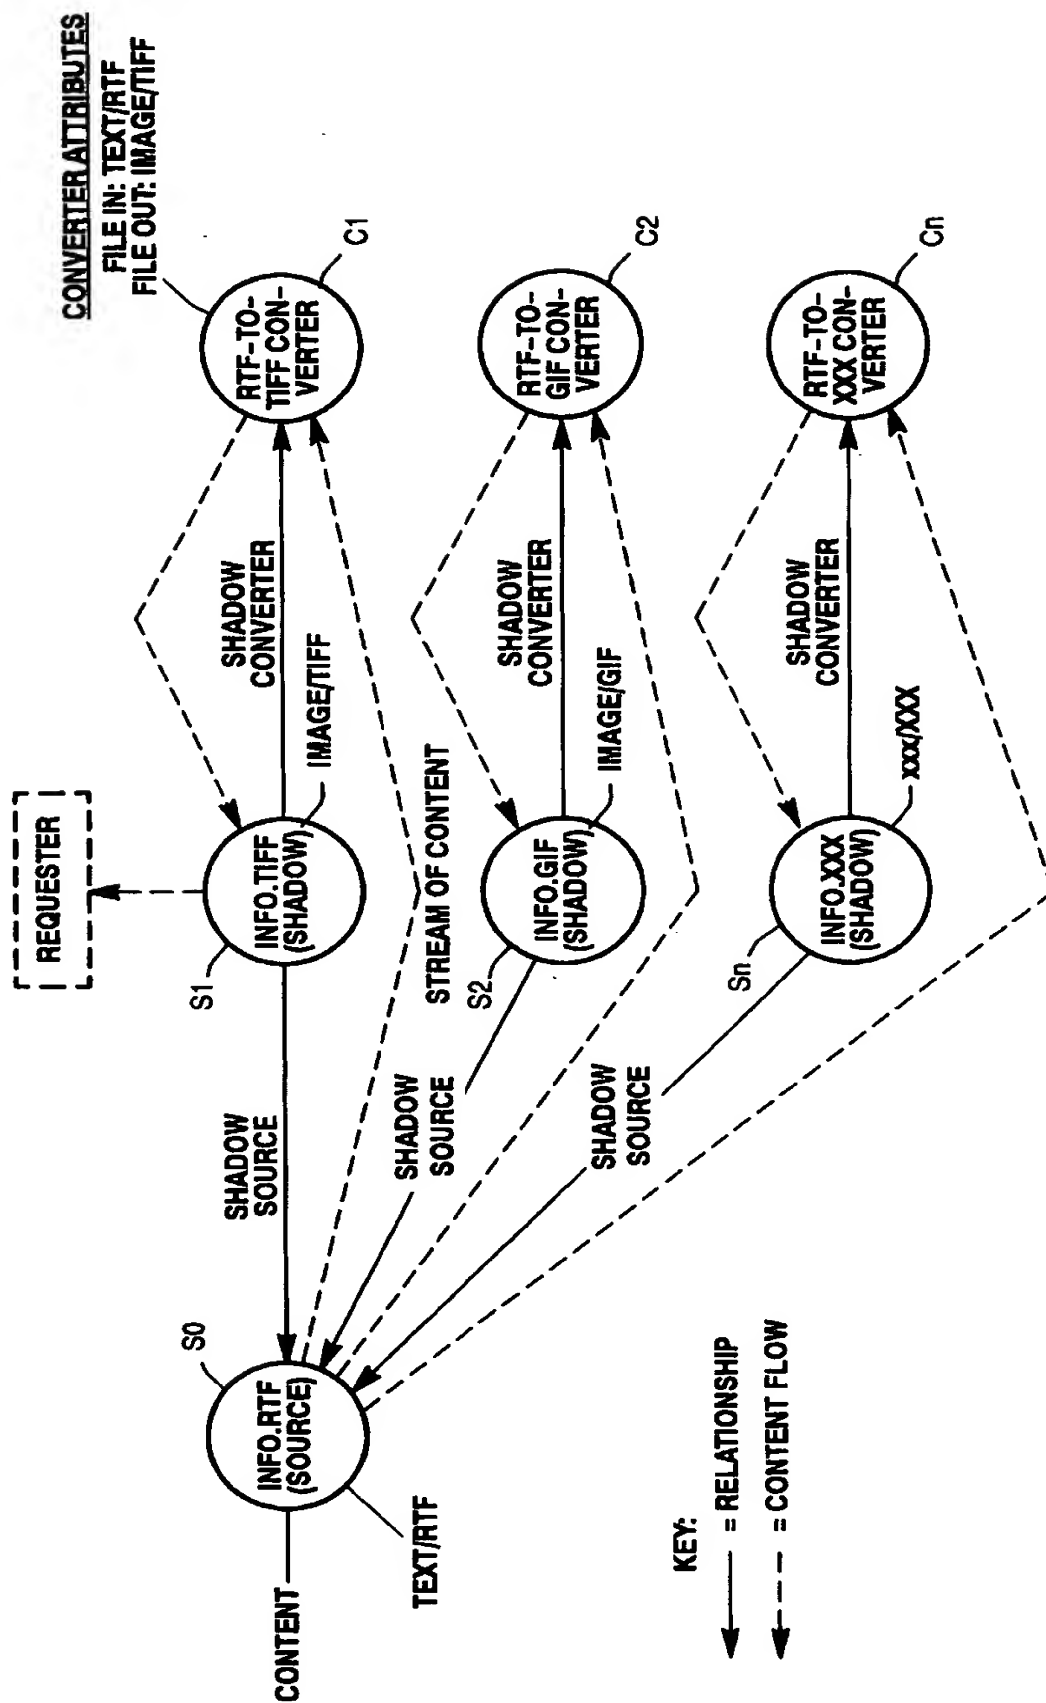 CONVERTER ATTRIBUTES
FILE IN: TEXT/RTF
FILE OUT: IMAGE/TIFF
REQUESTER
S0
INFO.RTF
(SOURCE)
CONTENT
TEXT/RTF
SHADOW
SOURCE
S1
INFO.TIFF
(SHADOW)
IMAGE/TIFF
SHADOW
CONVERTER
RTF-TO-
TIFF CON-
VERTER
C1
STREAM OF CONTENT
SHADOW
SOURCE
S2
INFO.GIF
(SHADOW)
IMAGE/GIF
SHADOW
CONVERTER
RTF-TO-
GIF CON-
VERTER
C2
SHADOW
SOURCE
Sn
INFO.XXX
(SHADOW)
xxx/XXX
SHADOW
CONVERTER
RTF-TO-
XXX CON-
VERTER
Cn
KEY:
= RELATIONSHIP
= CONTENT FLOW